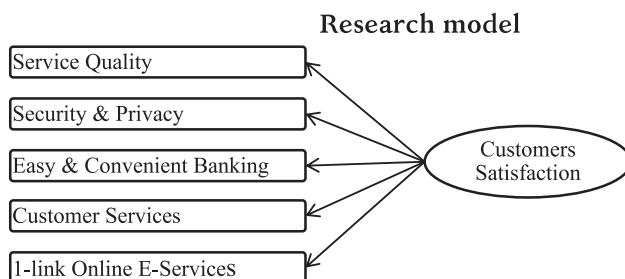 Research model
Service Quality
Security & Privacy
Easy & Convenient Banking
Customer Services
1-link Online E-Services
Customers
Satisfaction